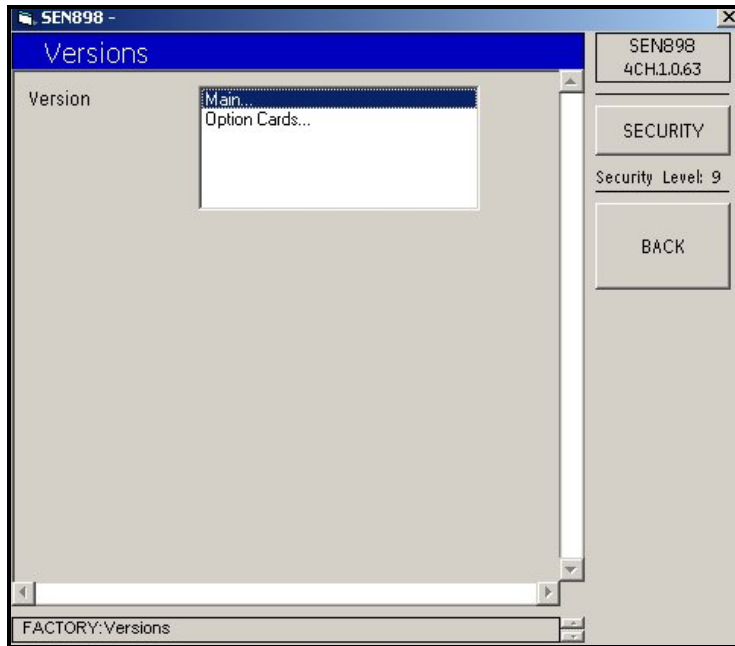 SEN898 -
Versions
SEN898
4CH.1.0.63
Version
Main...
Option Cards...
SECURITY
Security Level: 9
BACK
FACTORY:Versions